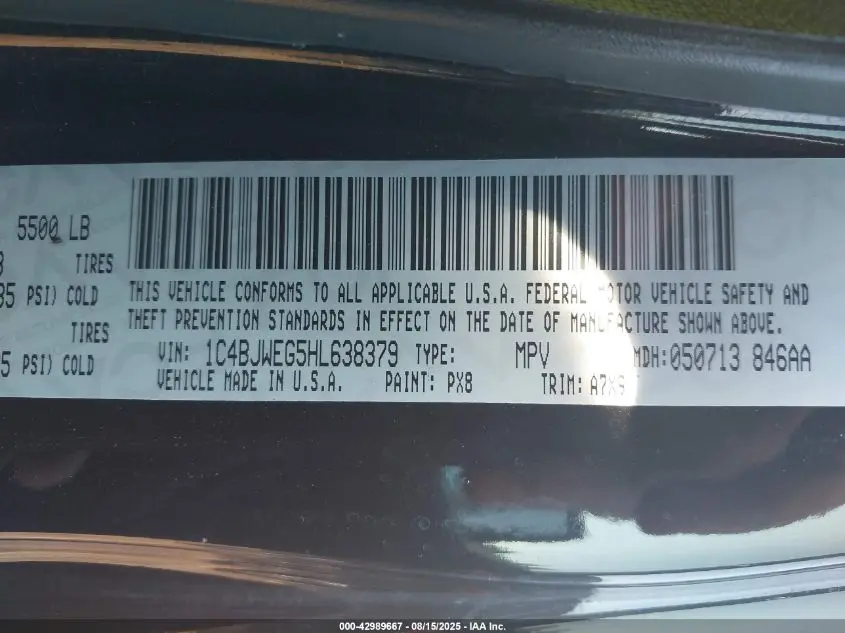 5500 LB
TIRES
PSI) COLD
TIRES
5 PSI) COLD
THIS VEHICLE CONFORMS TO ALL APPLICABLE U.S.A. FEDERAL MOTOR VEHICLE SAFETY AND
THEFT PREVENTION STANDARDS IN EFFECT ON THE DATE OF MANUFACTURE SHOWN ABOVE.
VIN: 1C4BJWEG5HL638379 TYPE: MPV MDH:050713 846AA
VEHICLE MADE IN U.S.A. PAINT: PX8 TRIM: A7X9
000-42989667 - 08/15/2025 - IAA Inc.